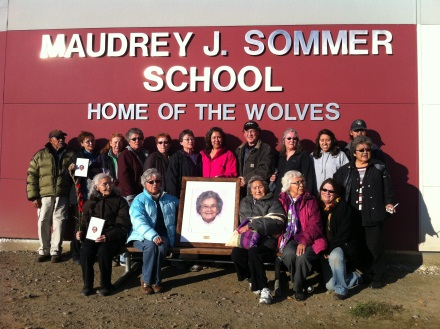 MAUDREY J. SOMMER
SCHOOL
HOME OF THE WOLVES